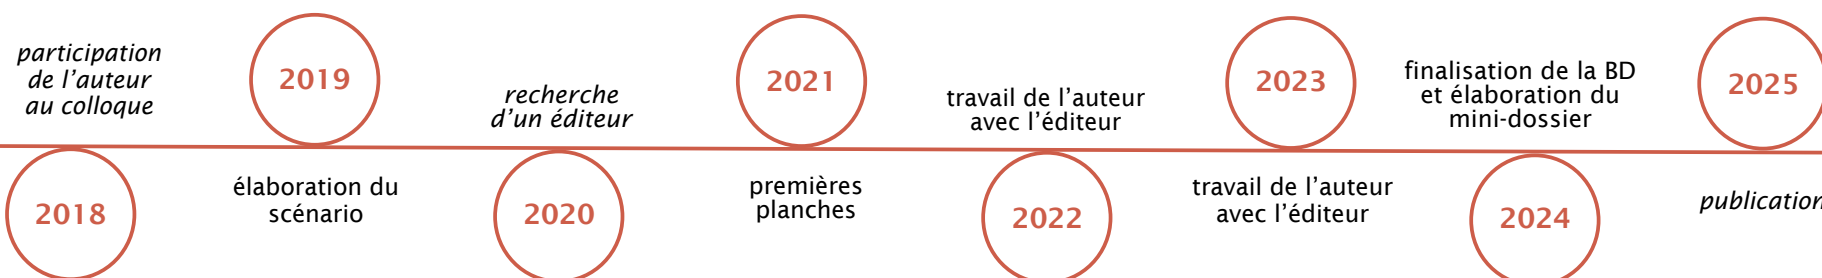 participation
de l’auteur
au colloque
2018
2019
élaboration du
scénario
recherche
d’un éditeur
2020
2021
premières
planches
travail de l’auteur
avec l’éditeur
2022
2023
travail de l’auteur
avec l’éditeur
finalisation de la BD
et élaboration du
mini-dossier
2024
2025
publication